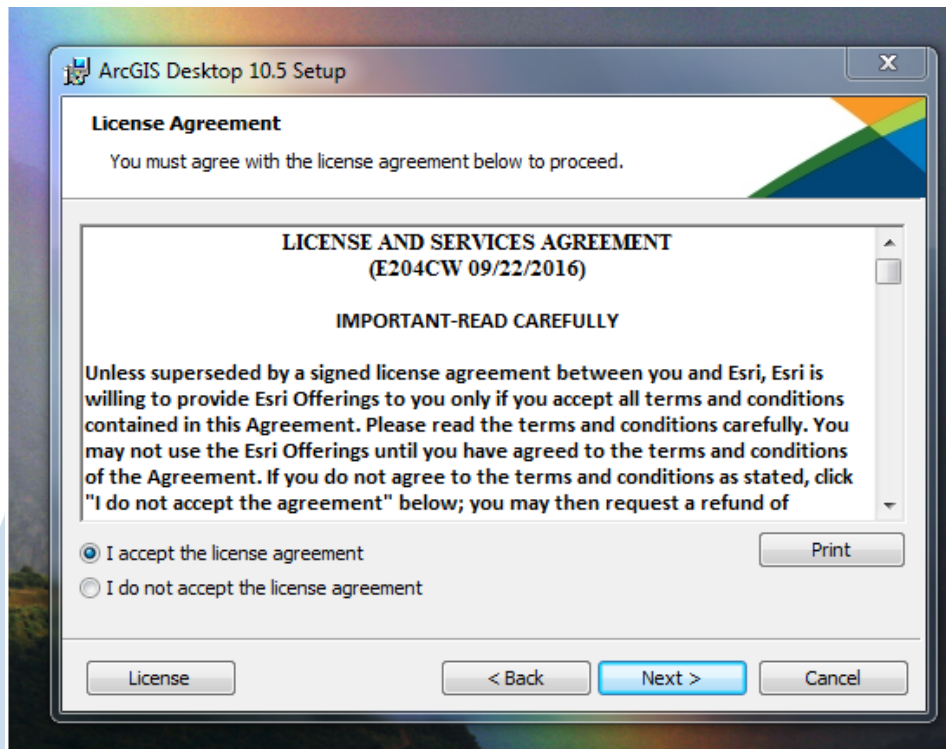 ArcGIS Desktop 10.5 Setup
License Agreement
You must agree with the license agreement below to proceed.
LICENSE AND SERVICES AGREEMENT
(E204CW 09/22/2016)
IMPORTANT-READ CAREFULLY
Unless superseded by a signed license agreement between you and Esri, Esri is
willing to provide Esri Offerings to you only if you accept all terms and conditions
contained in this Agreement. Please read the terms and conditions carefully. You
may not use the Esri Offerings until you have agreed to the terms and conditions
of the Agreement. If you do not agree to the terms and conditions as stated, click
"I do not accept the agreement" below; you may then request a refund of
I accept the license agreement
Print
I do not accept the license agreement
License
< Back
Next >
Cancel